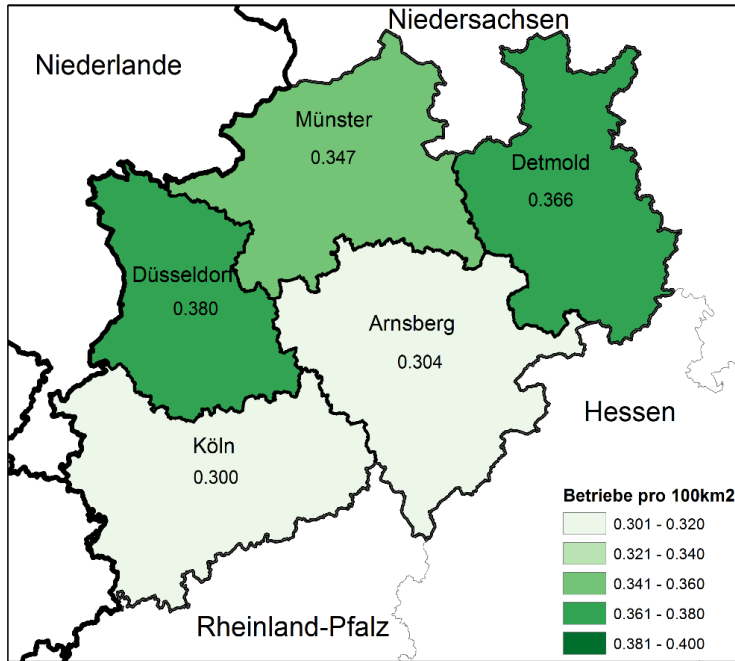 Niedersachsen
Niederlande
Münster
0.347
Detmold
0.366
Düsseldorf
0.380
Arnsberg
0.304
Hessen
Köln
0.300
Betriebe pro 100km2
0.301 - 0.320
0.321 - 0.340
0.341 - 0.360
0.361 - 0.380
0.381 - 0.400
Rheinland-Pfalz